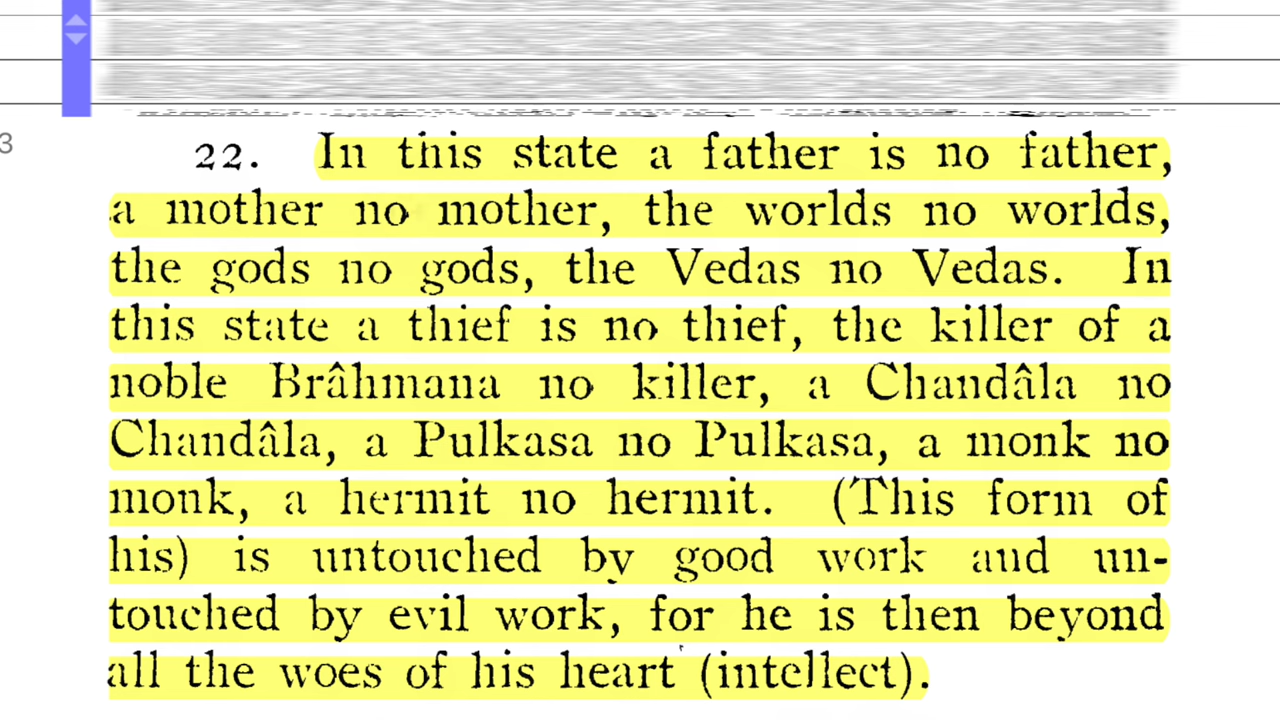 3
22. In this state a father is no father,
a mother no mother, the worlds no worlds,
the gods no gods, the Vedas no Vedas. In
this state a thief is no thief, the killer of a
noble Brâhmana no killer, a Chandâla no
Chandâla, a Pulkasa no Pulkasa, a monk no
monk, a hermit no hermit. (This form of
his) is untouched by good work and un-
touched by evil work, for he is then beyond
all the woes of his heart (intellect).